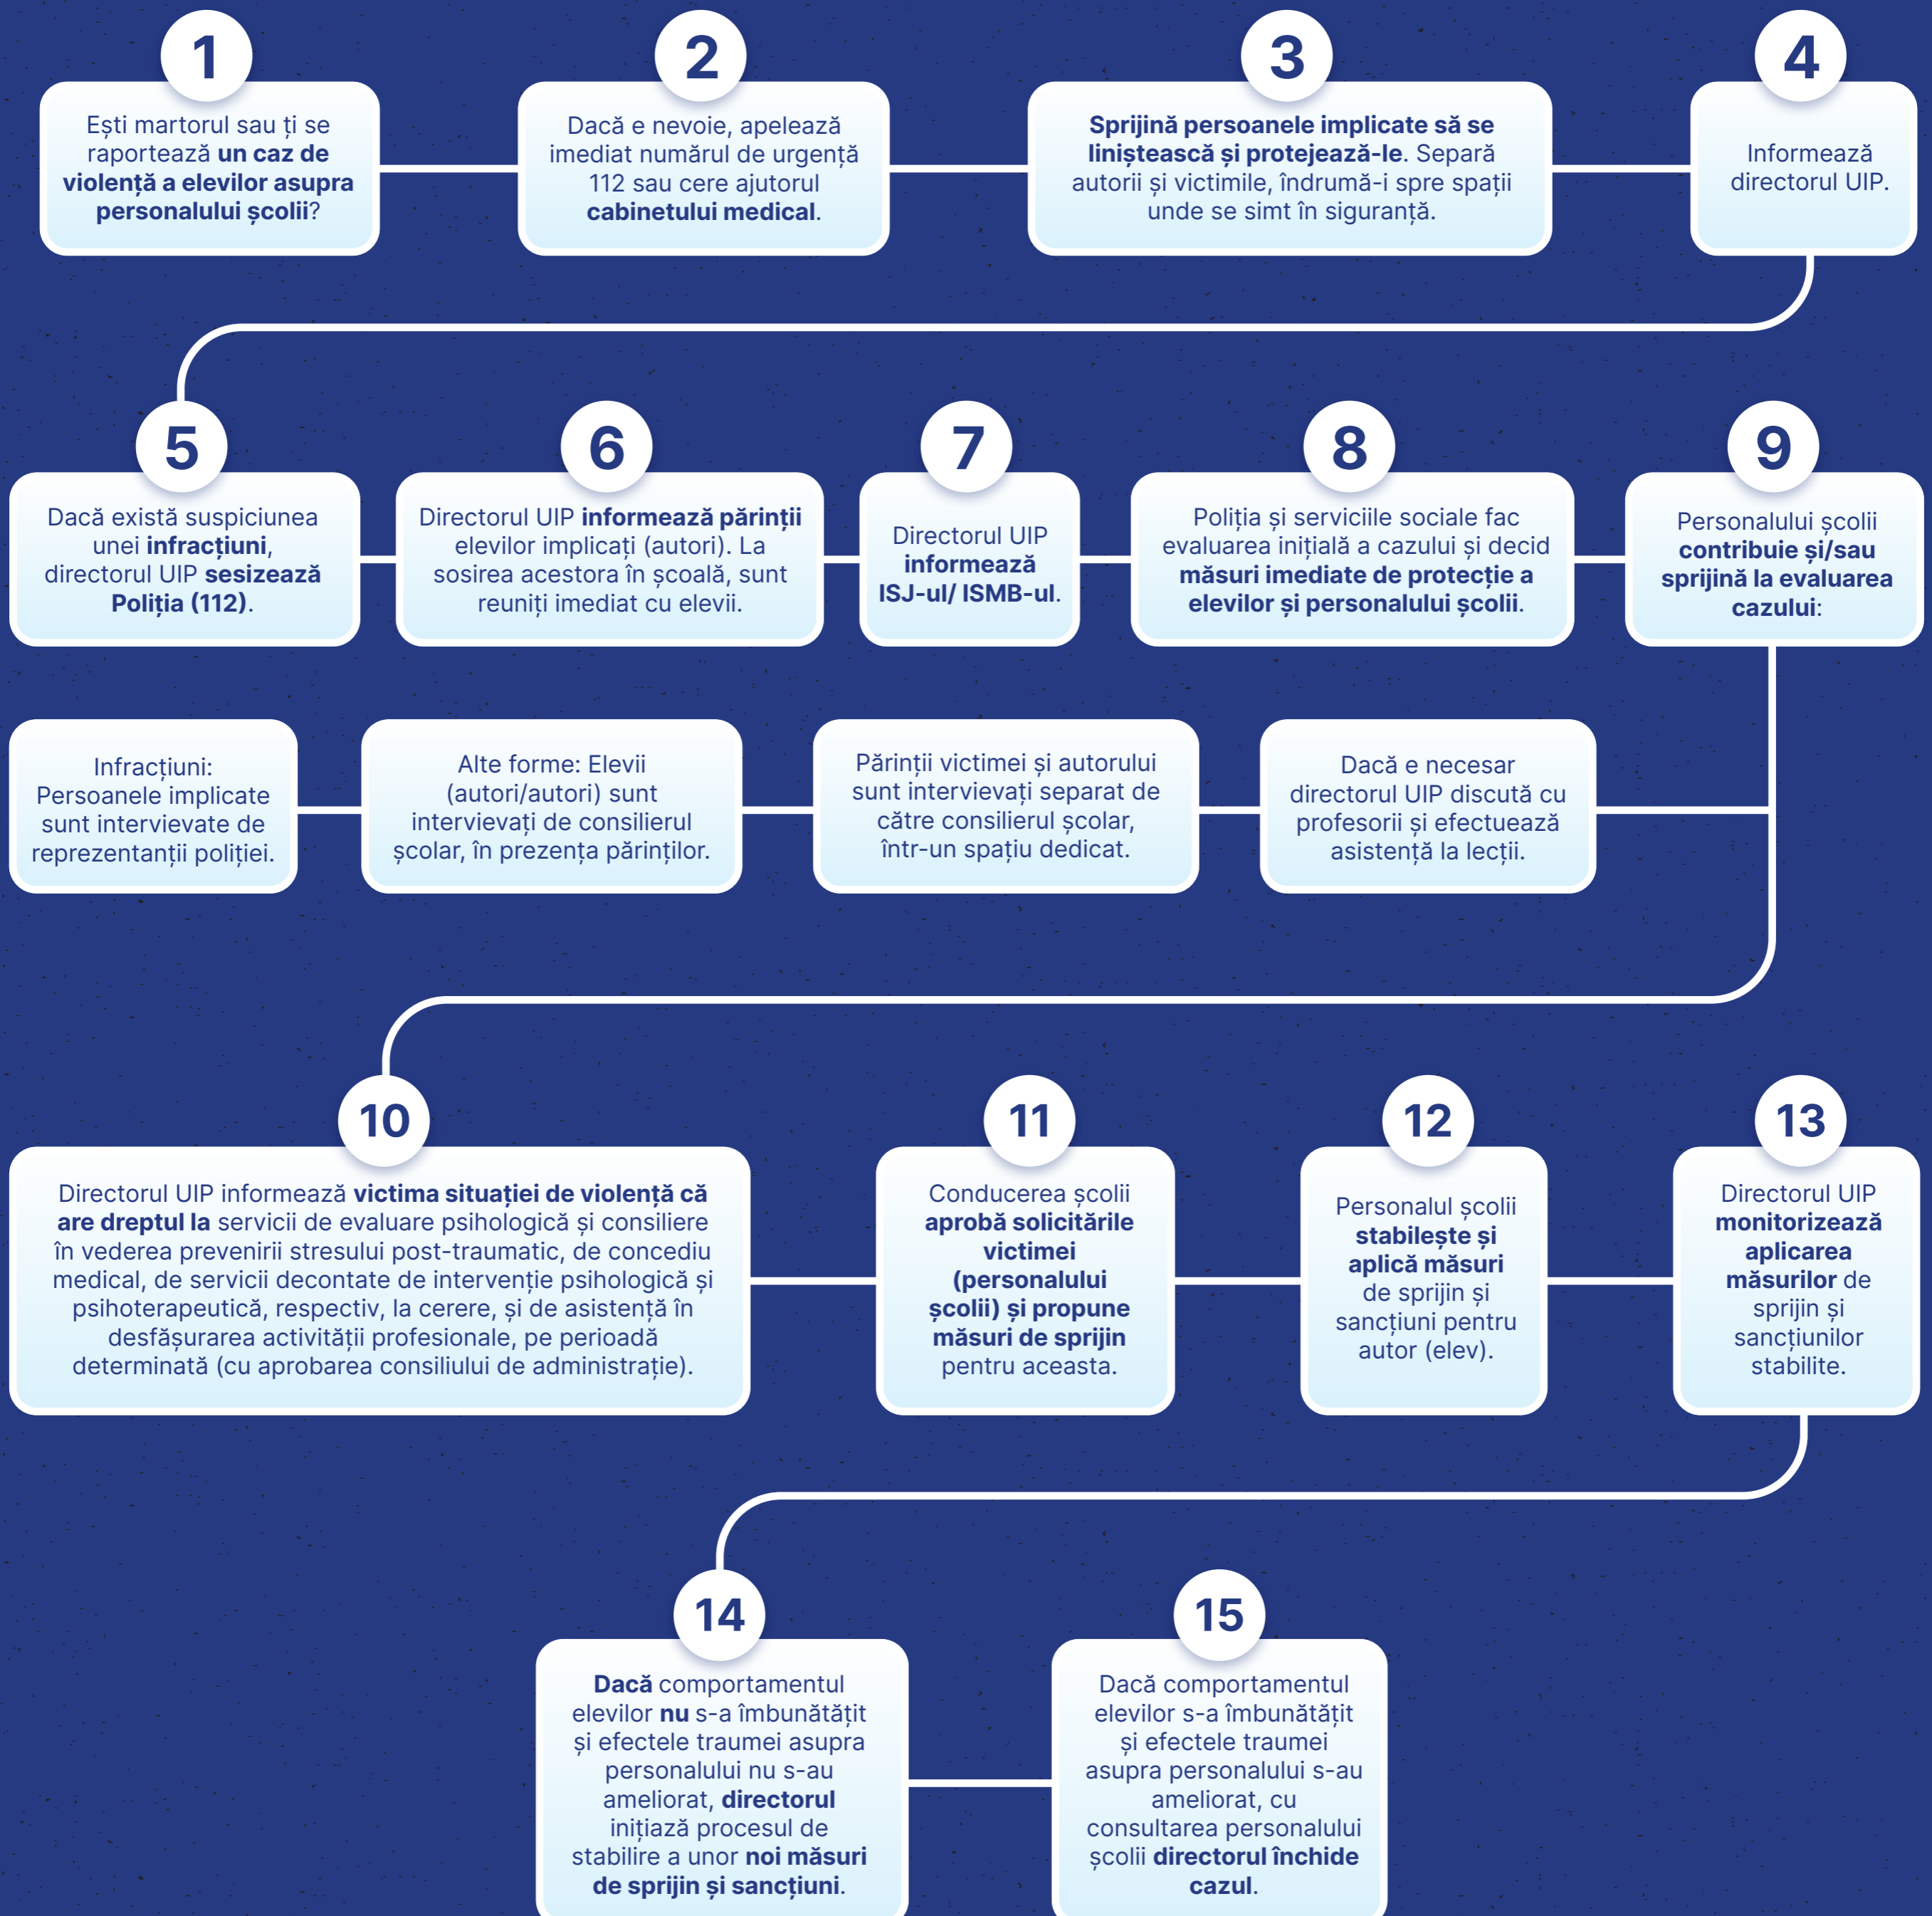 1
Ești martorul sau ți se
raportează un caz de
violență a elevilor asupra
personalului școlii?
2
Dacă e nevoie, apelează
imediat numărul de urgență
112 sau cere ajutorul
cabinetului medical.
3
Sprijină persoanele implicate să se
liniștească și protejează-le. Separă
autorii și victimile, îndrumă-i spre spații
unde se simt în siguranță.
4
Informează
directorul UIP.
5
Dacă există suspiciunea
unei infracțiuni,
directorul UIP sesizează
Poliția (112).
6
Directorul UIP informează părinții
elevilor implicați (autori). La
sosirea acestora în școală, sunt
reuniți imediat cu elevii.
7
Directorul UIP
informează
ISJ-ul/ ISMB-ul.
8
Poliția și serviciile sociale fac
evaluarea inițială a cazului și decid
măsuri imediate de protecție a
elevilor și personalului școlii.
9
Personalului școlii
contribuie și/sau
sprijină la evaluarea
cazului:
Infracțiuni:
Persoanele implicate
sunt intervievate de
reprezentanții poliției.
Alte forme: Elevii
(autori/autori) sunt
intervievați de consilierul
școlar, în prezența părinților.
Părinții victimei și autorului
sunt intervievați separat de
către consilierul școlar,
într-un spațiu dedicat.
Dacă e necesar
directorul UIP discută cu
profesorii și efectuează
asistență la lecții.
10
Directorul UIP informează victima situației de violență că
are dreptul la servicii de evaluare psihologică și consiliere
în vederea prevenirii stresului post-traumatic, de concediu
medical, de servicii decontate de intervenție psihologică și
psihoterapeutică, respectiv, la cerere, și de asistență în
desfășurarea activității profesionale, pe perioadă
determinată (cu aprobarea consiliului de administrație).
11
Conducerea școlii
aprobă solicitările
victimei
(personalului
școlii) și propune
măsuri de sprijin
pentru aceasta.
12
Personalul școlii
stabilește și
aplică măsuri
de sprijin și
sancțiuni pentru
autor (elev).
13
Directorul UIP
monitorizează
aplicarea
măsurilor de
sprijin și
sancțiunilor
stabilite.
14
Dacă comportamentul
elevilor nu s-a îmbunătățit
și efectele traumei asupra
personalului nu s-au
ameliorat, directorul
inițiază procesul de
stabilire a unor noi măsuri
de sprijin și sancțiuni.
15
Dacă comportamentul
elevilor s-a îmbunătățit
și efectele traumei
asupra personalului s-au
ameliorat, cu
consultarea personalului
școlii directorul închide
cazul.